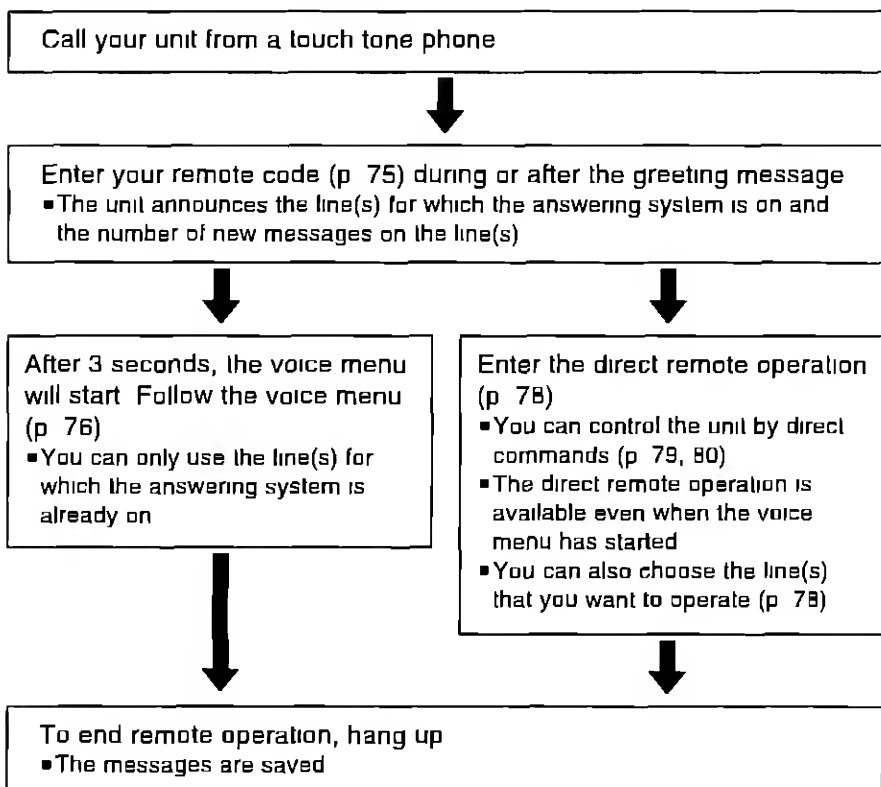 Call your unit from a touch tone phone
Enter your remote code (p 75) during or after the greeting message
▪The unit announces the line(s) for which the answering system is on and
the number of new messages on the line(s)
After 3 seconds, the voice menu
will start Follow the voice menu
(p 76)
▪You can only use the line(s) for
which the answering system is
already on
Enter the direct remote operation
(p 78)
▪You can control the unit by direct
commands (p 79, 80)
▪The direct remote operation is
available even when the voice
menu has started
▪You can also choose the line(s)
that you want to operate (p 78)
To end remote operation, hang up
▪The messages are saved